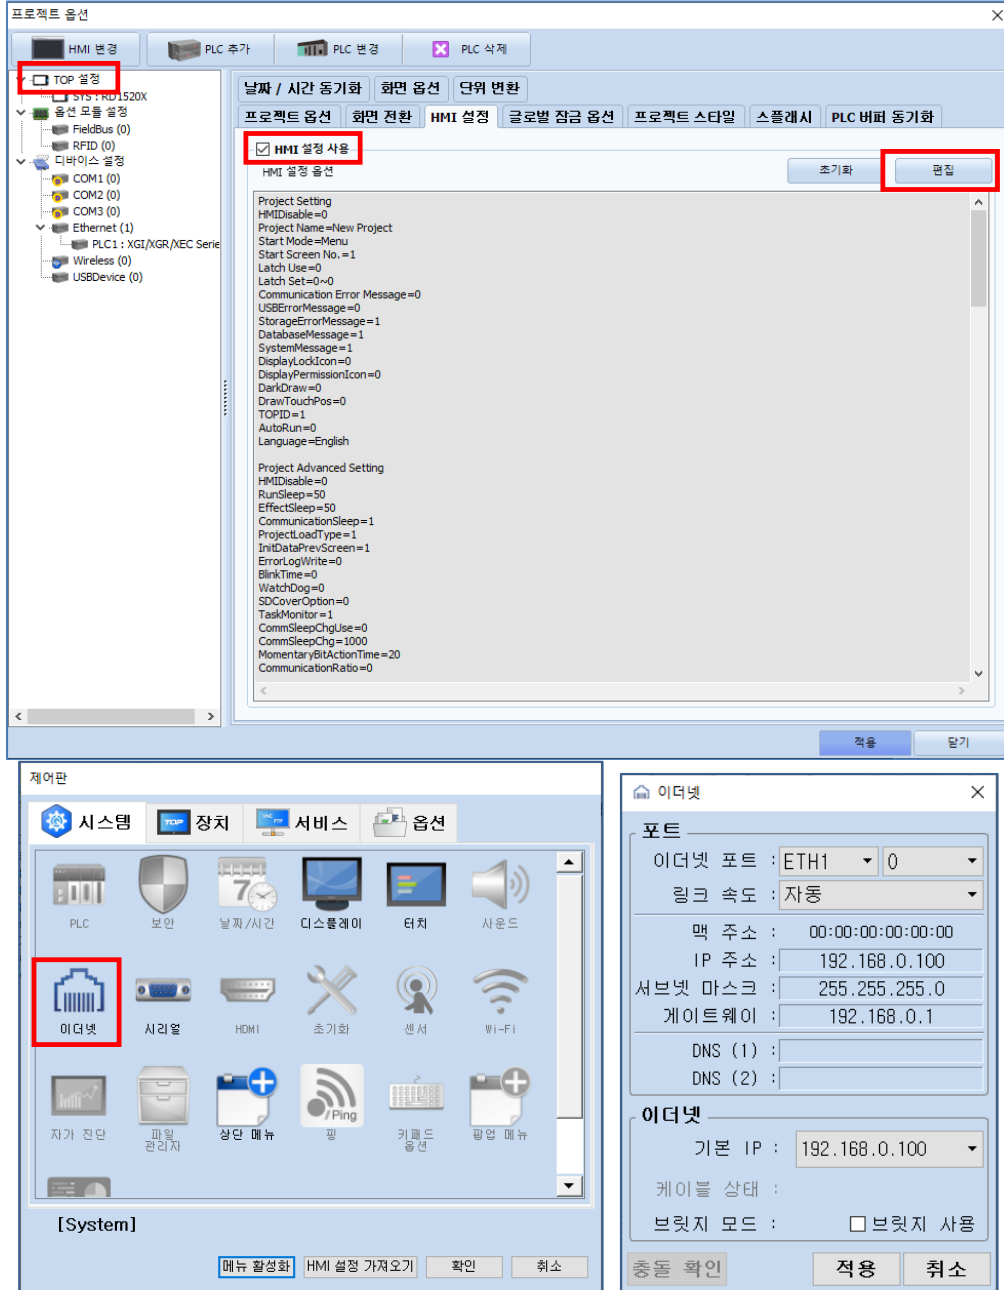 프로젝트 옵션
HMI 변경
PLC 추가
PLC 변경
PLC 삭제
TOP 설정
SYS : RD1520X
옵션 모듈 설정
FieldBus (0)
RFID (0)
디바이스 설정
COM1 (0)
COM2 (0)
COM3 (0)
Ethernet (1)
PLC1 : XGI/XGR/XEC Serie
Wireless (0)
USBDevice (0)
날짜 / 시간 동기화 화면 옵션 단위 변환
프로젝트 옵션 화면 전환 HMI 설정 글로벌 잠금 옵션 프로젝트 스타일 스플래시 PLC 버퍼 동기화
HMI 설정 사용
HMI 설정 옵션
초기화
편집
Project Setting
HMIDisable=0
Project Name=New Project
Start Mode=Menu
Start Screen No.=1
Latch Use=0
Latch Set=0~0
Communication Error Message=0
USBErrorMessage=0
StorageErrorMessage=1
DatabaseMessage=1
SystemMessage=1
DisplayLockIcon=0
DisplayPermissionIcon=0
DarkDraw=0
DrawTouchPos=0
TOPID=1
AutoRun=0
Language=English
Project Advanced Setting
HMIDisable=0
RunSleep=50
EffectSleep=50
CommunicationSleep=1
ProjectLoadType=1
InitDataPrevScreen=1
ErrorLogWrite=0
BlinkTime=0
WatchDog=0
SDCoverOption=0
TaskMonitor=1
CommSleepChgUse=0
CommSleepChg=1000
MomentaryBitActionTime=20
CommunicationRatio=0
적용
닫기
제어판
시스템
TOP
장치
VNC
FTP
서비스
옵션
PLC
보안
7
날짜/시간
디스플레이
터치
사운드
이더넷
시리얼
HDMI
초기화
센서
Wi-Fi
자가 진단
파일
관리자
상단 메뉴
/Ping
핑
키패드
옵션
팝업 메뉴
[System]
메뉴 활성화
HMI 설정 가져오기
확인
취소
이더넷
포트
이더넷 포트 : ETH1 0
링크 속도 : 자동
맥 주소 : 00:00:00:00:00:00
IP 주소 : 192.168.0.100
서브넷 마스크 : 255.255.255.0
게이트웨이 : 192.168.0.1
DNS (1) :
DNS (2) :
이더넷
기본 IP : 192.168.0.100
케이블 상태 :
브릿지 모드 : 브릿지 사용
충돌 확인
적용
취소